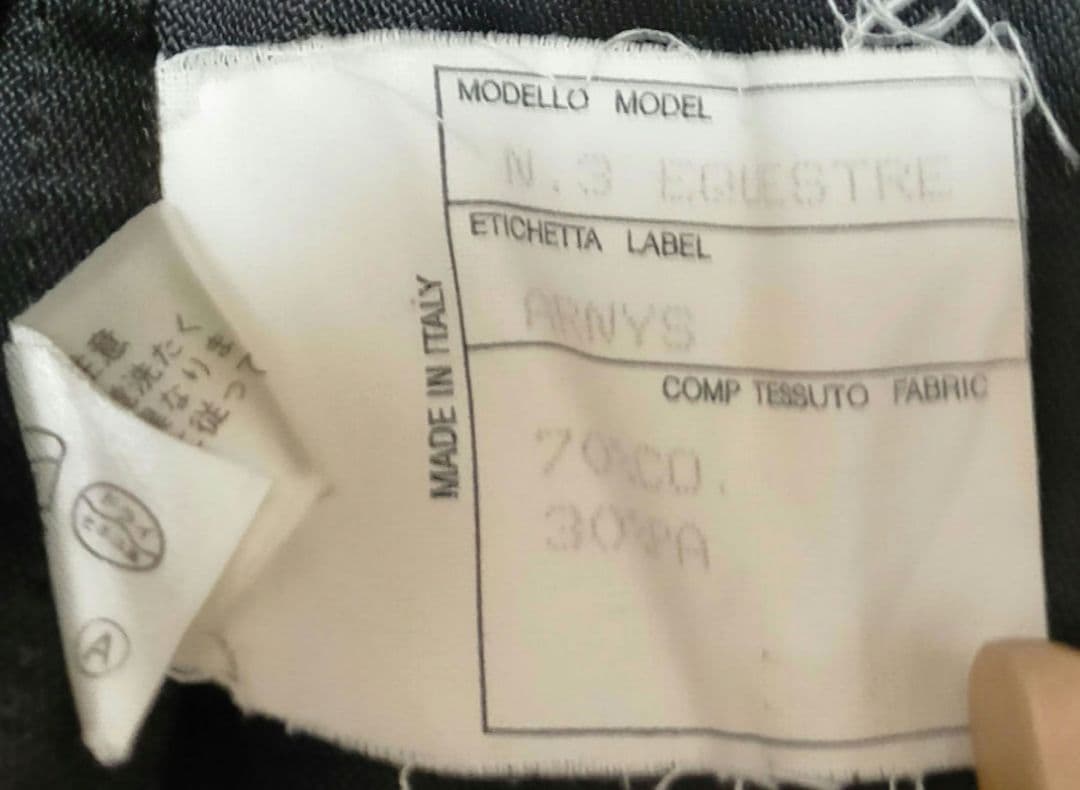 MODELLO MODEL
N.3 EQUESTRE
ETICHETTA LABEL
ARNYS
MADE IN ITALY
COMP TESSUTO FABRIC
70%CO.
30%PA
意
洗たく
なりま
従って
A